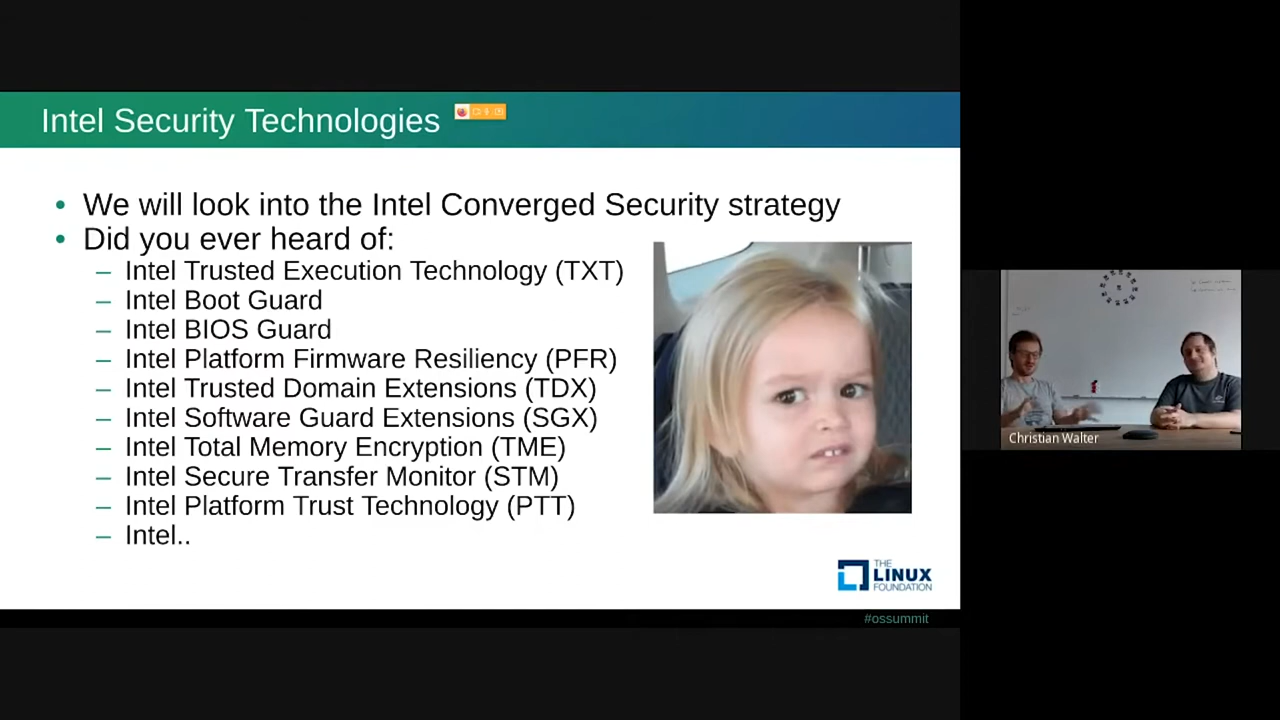 Intel Security Technologies
• We will look into the Intel Converged Security strategy
• Did you ever heard of:
– Intel Trusted Execution Technology (TXT)
– Intel Boot Guard
– Intel BIOS Guard
– Intel Platform Firmware Resiliency (PFR)
– Intel Trusted Domain Extensions (TDX)
– Intel Software Guard Extensions (SGX)
– Intel Total Memory Encryption (TME)
– Intel Secure Transfer Monitor (STM)
– Intel Platform Trust Technology (PTT)
– Intel..
THE
LINUX
FOUNDATION
#ossummit
Christian Walter